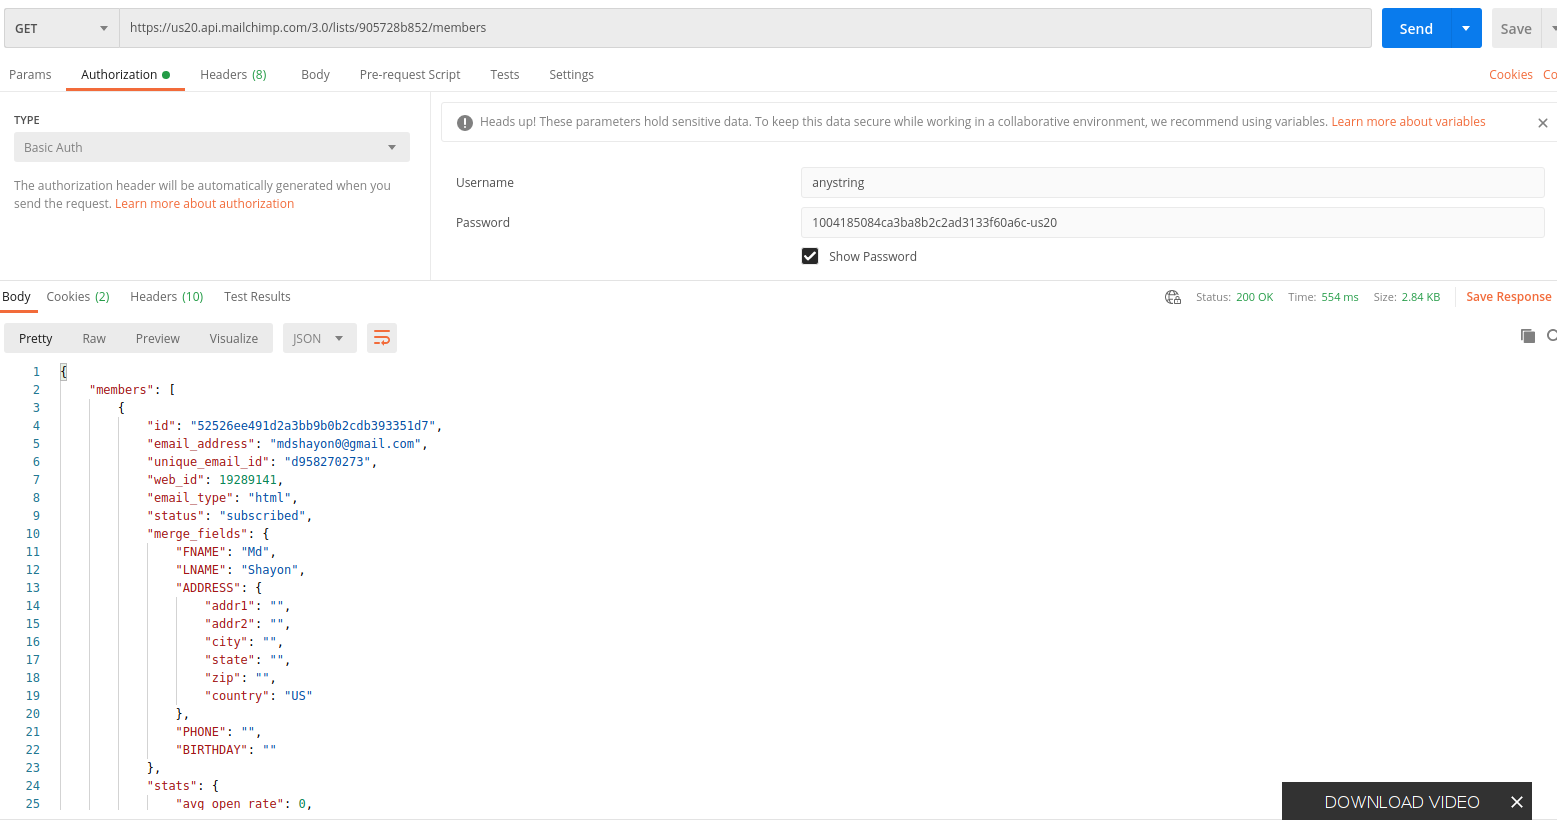 GET https://us20.api.mailchimp.com/3.0/lists/905728b852/members Send Save
Params Authorization Headers (8) Body Pre-request Script Tests Settings Cookies Co
TYPE
Basic Auth
The authorization header will be automatically generated when you
send the request. Learn more about authorization
Heads up! These parameters hold sensitive data. To keep this data secure while working in a collaborative environment, we recommend using variables. Learn more about variables
Username anystring
Password 1004185084ca3ba8b2c2ad3133f60a6c-us20
Show Password
Body Cookies (2) Headers (10) Test Results Status: 200 OK Time: 554 ms Size: 2.84 KB Save Response
Pretty Raw Preview Visualize JSON
1 {
2 "members": [
3 {
4 "id": "52526ee491d2a3bb9b0b2cdb393351d7",
5 "email_address": "mdshayon0@gmail.com",
6 "unique_email_id": "d958270273",
7 "web_id": 19289141,
8 "email_type": "html",
9 "status": "subscribed",
10 "merge_fields": {
11 "FNAME": "Md",
12 "LNAME": "Shayon",
13 "ADDRESS": {
14 "addr1": "",
15 "addr2": "",
16 "city": "",
17 "state": "",
18 "zip": "",
19 "country": "US"
20 },
21 "PHONE": "",
22 "BIRTHDAY": ""
23 },
24 "stats": {
25 "avg_open_rate": 0,
DOWNLOAD VIDEO